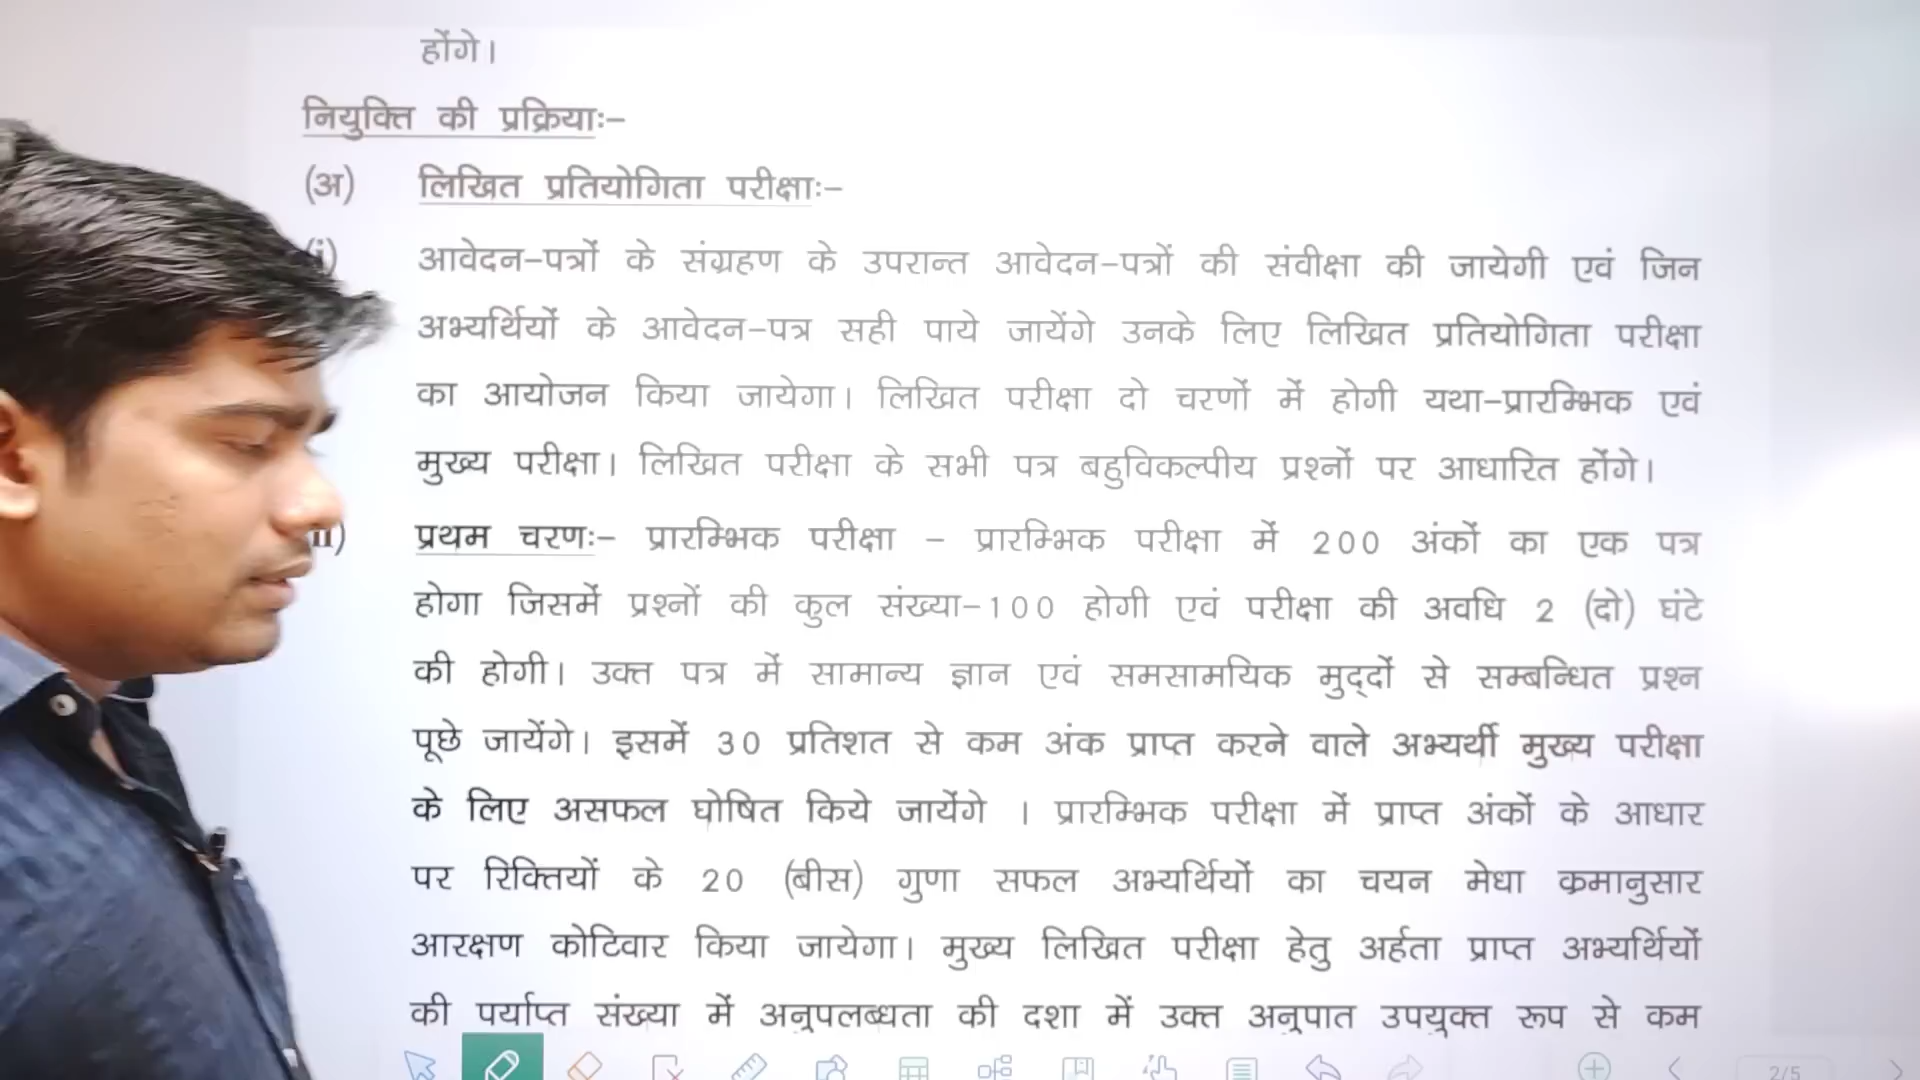 होंगे।
नियुक्ति की प्रक्रियाः–
(अ) लिखित प्रतियोगिता परीक्षाः–
(i) आवेदन–पत्रों के संग्रहण के उपरान्त आवेदन–पत्रों की संवीक्षा की जायेगी एवं जिन
अभ्यर्थियों के आवेदन–पत्र सही पाये जायेंगे उनके लिए लिखित प्रतियोगिता परीक्षा
का आयोजन किया जायेगा। लिखित परीक्षा दो चरणों में होगी यथा–प्रारम्भिक एवं
मुख्य परीक्षा। लिखित परीक्षा के सभी पत्र बहुविकल्पीय प्रश्नों पर आधारित होंगे।
प्रथम चरणः– प्रारम्भिक परीक्षा – प्रारम्भिक परीक्षा में 200 अंकों का एक पत्र
होगा जिसमें प्रश्नों की कुल संख्या–100 होगी एवं परीक्षा की अवधि 2 (दो) घंटे
की होगी। उक्त पत्र में सामान्य ज्ञान एवं समसामयिक मुद्दों से सम्बन्धित प्रश्न
पूछे जायेंगे। इसमें 30 प्रतिशत से कम अंक प्राप्त करने वाले अभ्यर्थी मुख्य परीक्षा
के लिए असफल घोषित किये जायेंगे । प्रारम्भिक परीक्षा में प्राप्त अंकों के आधार
पर रिक्तियों के 20 (बीस) गुणा सफल अभ्यर्थियों का चयन मेधा क्रमानुसार
आरक्षण कोटिवार किया जायेगा। मुख्य लिखित परीक्षा हेतु अर्हता प्राप्त अभ्यर्थियों
की पर्याप्त संख्या में अनुपलब्धता की दशा में उक्त अनुपात उपयुक्त रूप से कम
2/5